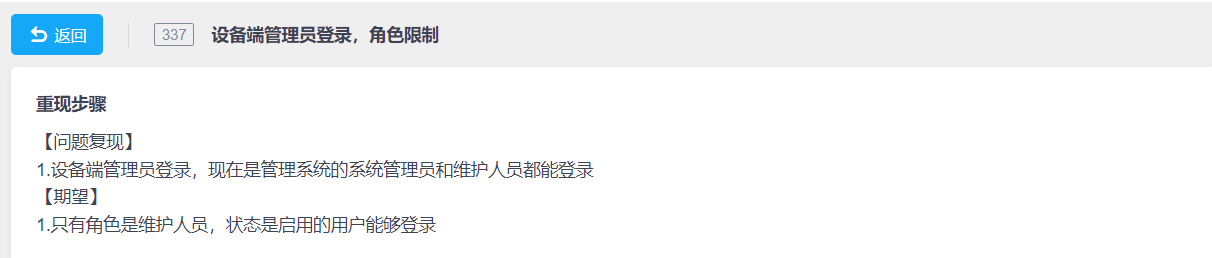 返回
337
设备端管理员登录，角色限制
重现步骤
【问题复现】
1.设备端管理员登录，现在是管理系统的系统管理员和维护人员都能登录
【期望】
1.只有角色是维护人员，状态是启用的用户能够登录